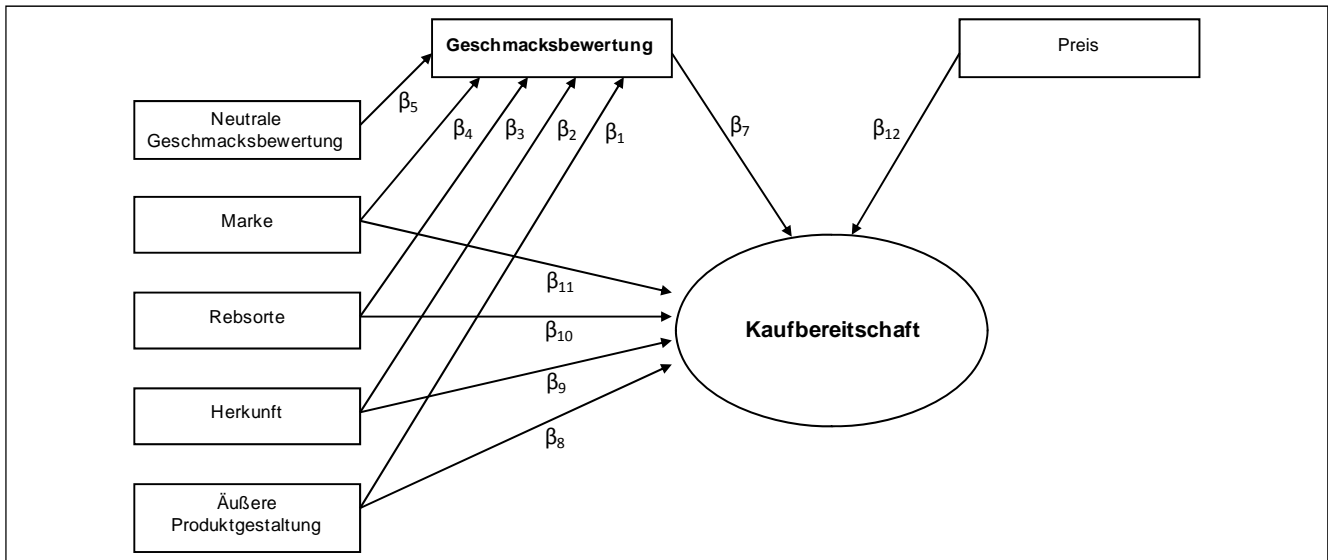 Geschmacksbewertung
Preis
Neutrale
Geschmacksbewertung
β5
β4
β3
β2
β1
β7
β12
Marke
β11
Rebsorte
β10
Kaufbereitschaft
Herkunft
β9
β8
Äußere
Produktgestaltung